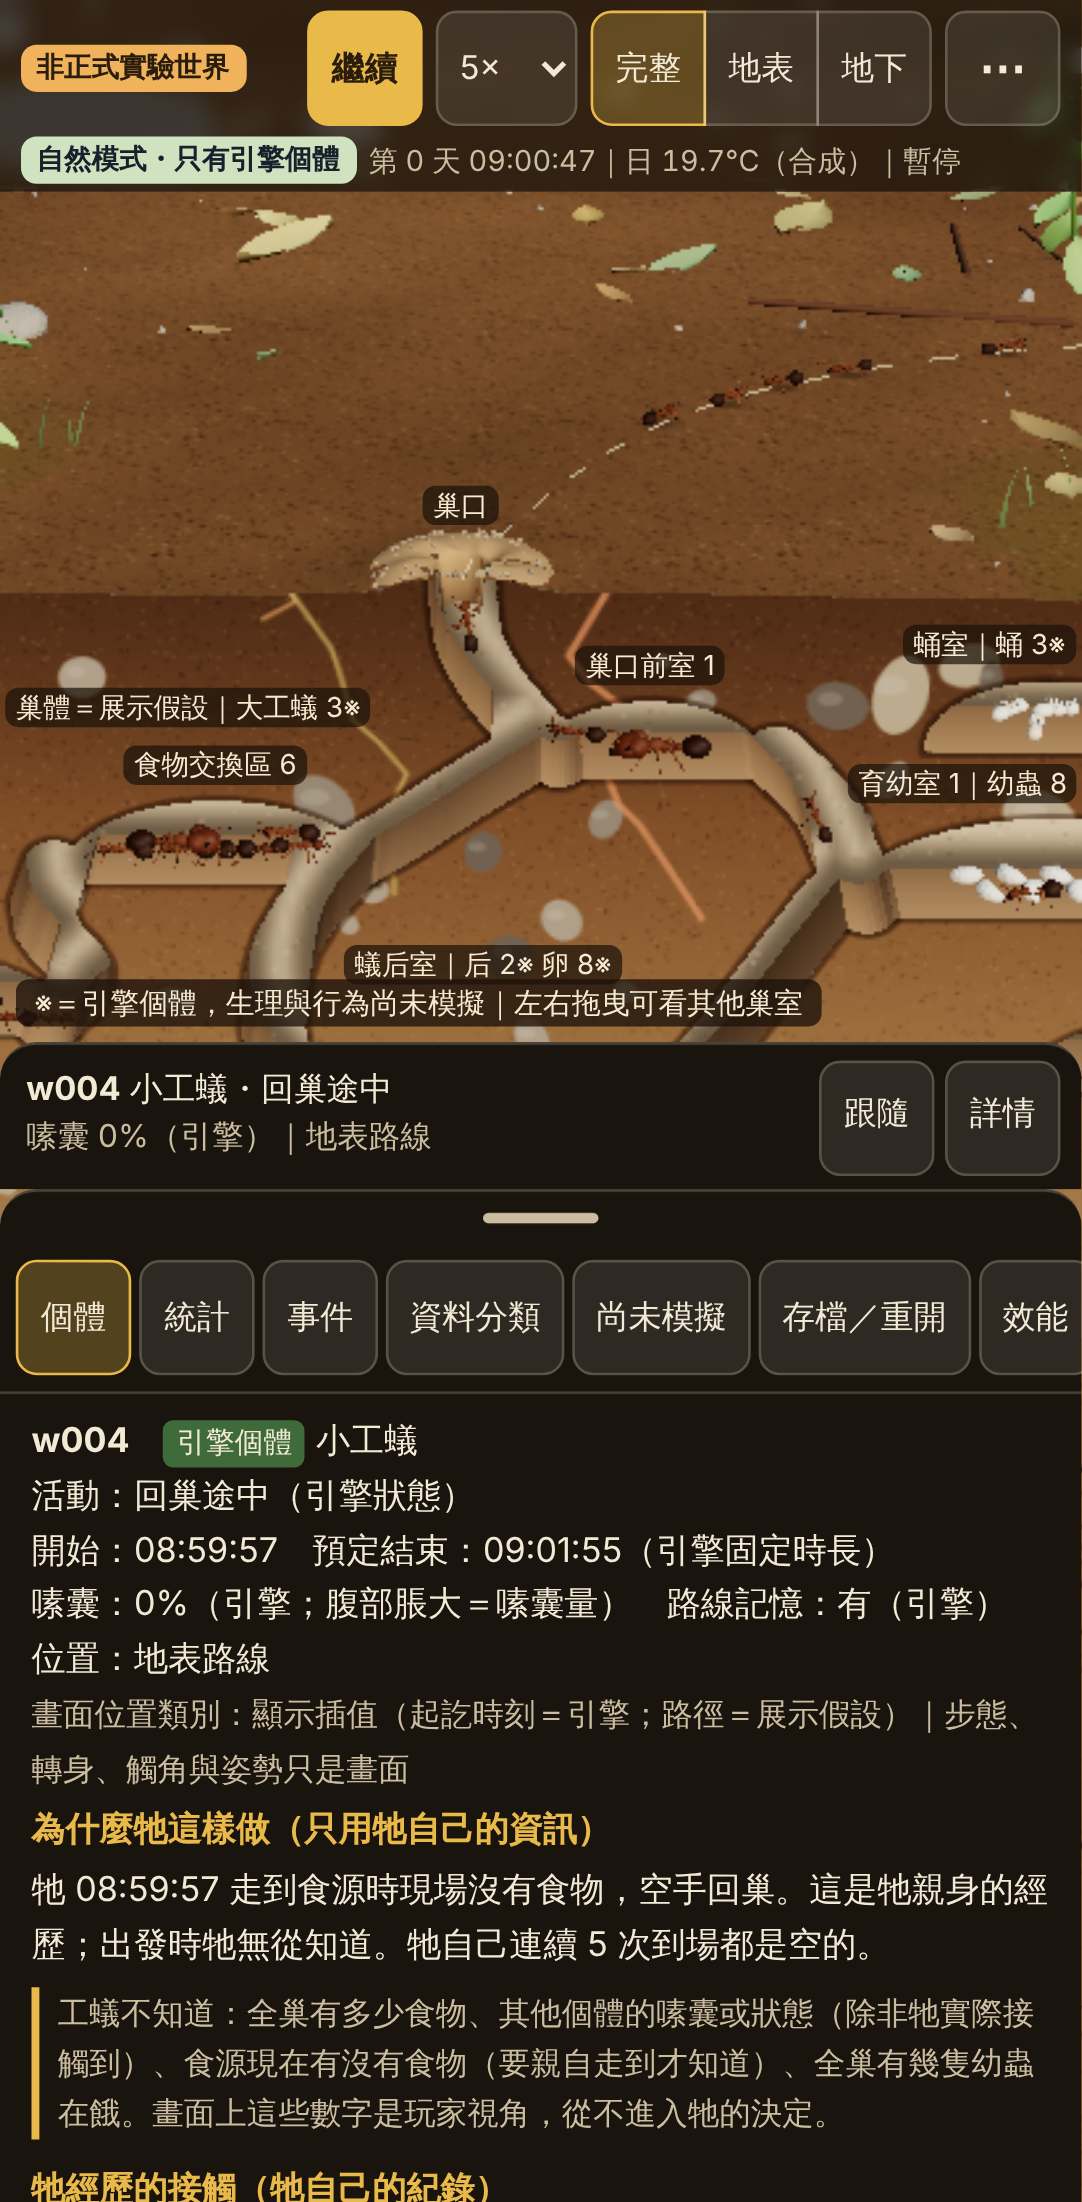 非正式實驗世界
繼續
5×
完整
地表
地下
…
自然模式・只有引擎個體
第 0 天 09:00:47｜日 19.7°C（合成）｜暫停
巢口
蛹室｜蛹 3※
巢口前室 1
巢體＝展示假設｜大工蟻 3※
食物交換區 6
育幼室 1｜幼蟲 8
蟻后室｜后 2※ 卵 8※
※＝引擎個體，生理與行為尚未模擬｜左右拖曳可看其他巢室
w004 小工蟻・回巢途中
嗉囊 0%（引擎）｜地表路線
跟隨
詳情
個體
統計
事件
資料分類
尚未模擬
存檔／重開
效能
w004 引擎個體 小工蟻
活動：回巢途中（引擎狀態）
開始：08:59:57　預定結束：09:01:55（引擎固定時長）
嗉囊：0%（引擎；腹部脹大＝嗉囊量）　路線記憶：有（引擎）
位置：地表路線
畫面位置類別：顯示插值（起訖時刻＝引擎；路徑＝展示假設）｜步態、
轉身、觸角與姿勢只是畫面
為什麼牠這樣做（只用牠自己的資訊）
牠 08:59:57 走到食源時現場沒有食物，空手回巢。這是牠親身的經
歷；出發時牠無從知道。牠自己連續 5 次到場都是空的。
工蟻不知道：全巢有多少食物、其他個體的嗉囊或狀態（除非牠實際接
觸到）、食源現在有沒有食物（要親自走到才知道）、全巢有幾隻幼蟲
在餓。畫面上這些數字是玩家視角，從不進入牠的決定。
牠經歷的接觸（牠自己的紀錄）